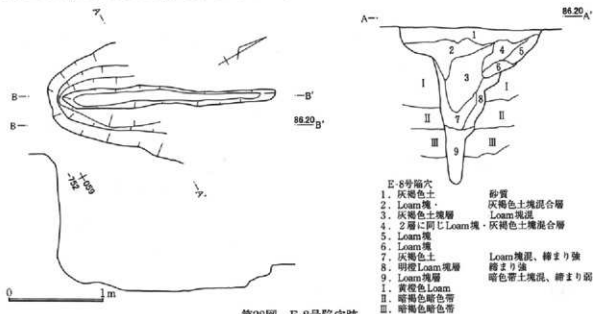 A'
B
B'
B
86.20 B'
A'
-752
+059
0
1m
A
86.20
A'
1
2
4
5
6
3
8
7
9
I
I
II
II
III
III
E-8号陥穴
1. 灰褐色土 砂質
2. Loam塊・ 灰褐色土塊混合層
3. 灰褐色土塊層 Loam塊混
4. 2層に同じLoam塊・灰褐色土塊混合層
5. Loam塊
6. Loam塊
7. 灰褐色土 Loam塊混、締まり強
8. 明橙Loam塊層 締まり強
9. Loam塊層 暗色帯土塊混、締まり弱
I. 黄橙色Loam
II. 暗褐色暗色帯
III. 暗褐色暗色帯